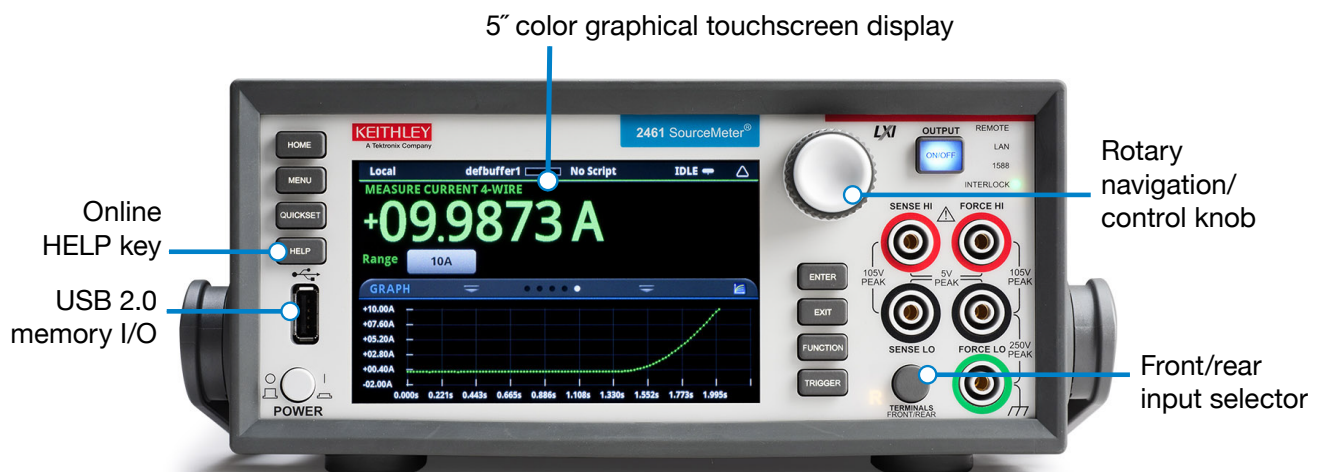 5″ color graphical touchscreen display
KEITHLEY
A Tektronix Company
2461 SourceMeter®
LXI
OUTPUT
ON/OFF
REMOTE
LAN
1588
INTERLOCK
HOME
MENU
QUICKSET
HELP
Online
HELP key
USB 2.0
memory I/O
Local defbuffer1 No Script IDLE
MEASURE CURRENT 4-WIRE
+09.9873 A
Range 10A
GRAPH
+10.00A
+07.60A
+05.20A
+02.80A
+00.40A
-02.00A
0.000s 0.221s 0.443s 0.665s 0.886s 1.108s 1.330s 1.552s 1.773s 1.995s
POWER
Rotary
navigation/
control knob
SENSE HI FORCE HI
105V
PEAK
5V
PEAK
105V
PEAK
ENTER
EXIT
FUNCTION
TRIGGER
SENSE LO FORCE LO
250V
PEAK
R
TERMINALS
FRONT/REAR
Front/rear
input selector